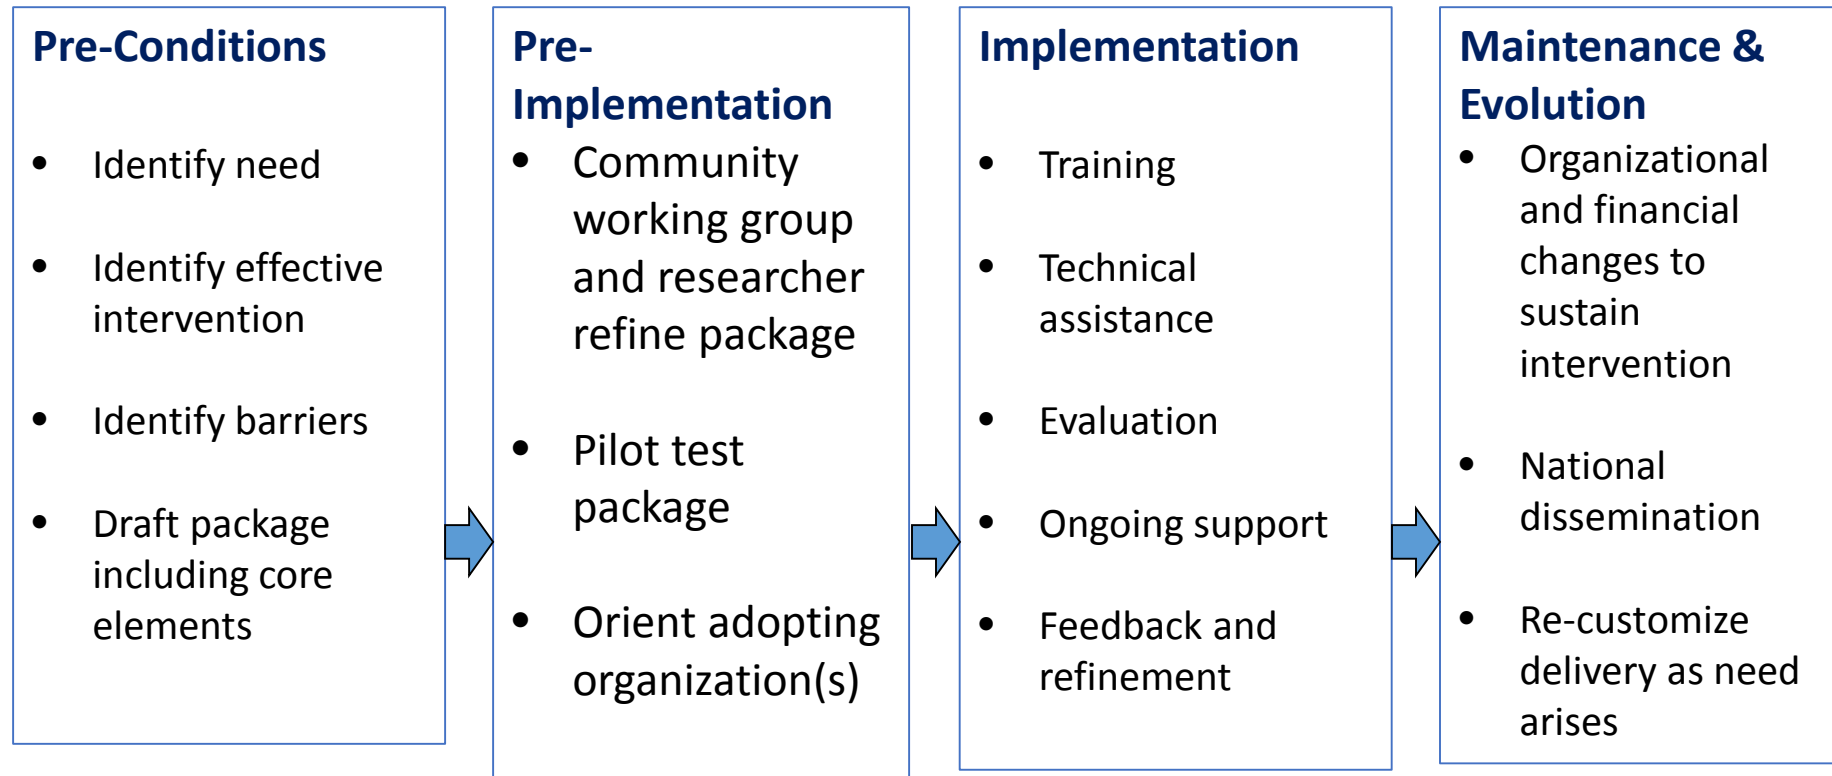 Pre-Conditions
• Identify need
• Identify effective
intervention
• Identify barriers
• Draft package
including core
elements
Pre-
Implementation
• Community
working group
and researcher
refine package
• Pilot test
package
• Orient adopting
organization(s)
Implementation
• Training
• Technical
assistance
• Evaluation
• Ongoing support
• Feedback and
refinement
Maintenance &
Evolution
• Organizational
and financial
changes to
sustain
intervention
• National
dissemination
• Re-customize
delivery as need
arises